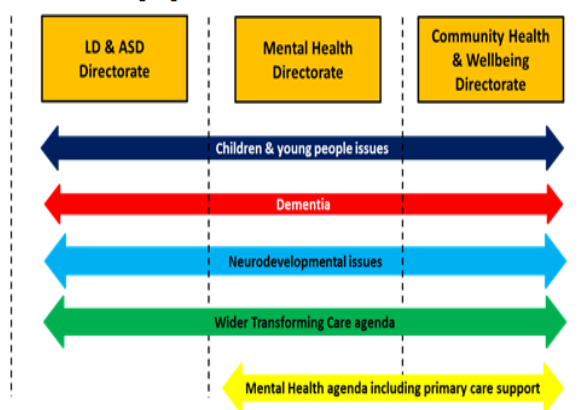 LD & ASD
Directorate
Mental Health
Directorate
Community Health
& Wellbeing
Directorate
Children & young people issues
Dementia
Neurodevelopmental issues
Wider Transforming Care agenda
Mental Health agenda including primary care support